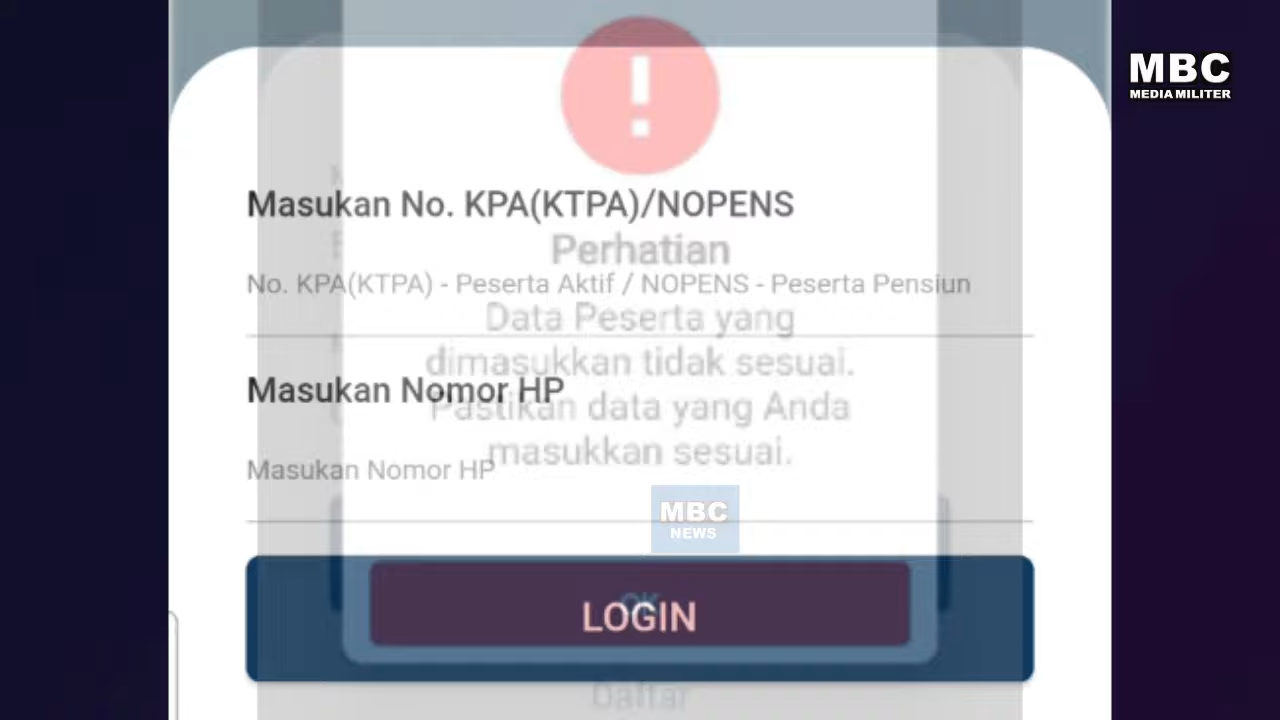 MBC
MEDIA MILITER
Masukan No. KPA(KTPA)/NOPENS
Perhatian
No. KPA(KTPA) - Peserta Aktif / NOPENS - Peserta Pensiun
Data Peserta yang
dimasukkan tidak sesuai.
Masukan Nomor HP
Pastikan data yang Anda
masukkan sesuai.
Masukan Nomor HP
MBC
NEWS
OK
LOGIN
Daftar